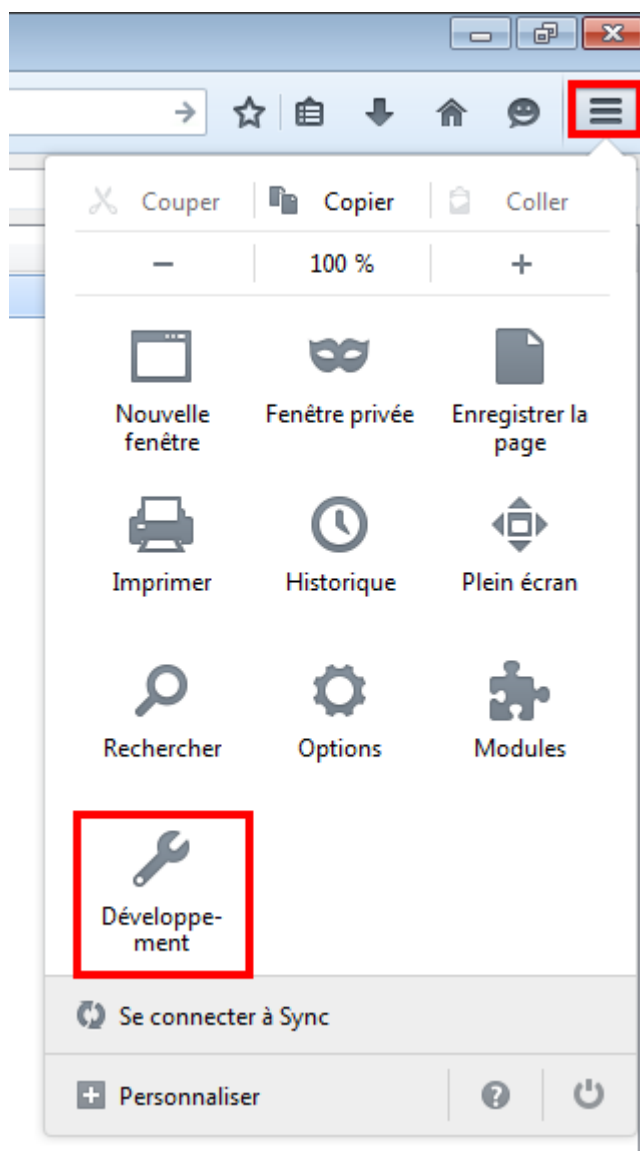 Couper Copier Coller
− 100 % +
Nouvelle fenêtre
Fenêtre privée
Enregistrer la page
Imprimer Historique Plein écran
Rechercher Options Modules
Développe-
ment
Se connecter à Sync
Personnaliser